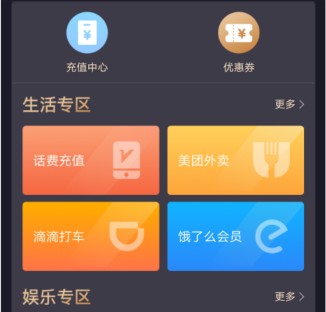 充值中心 优惠券
生活专区 更多
话费充值 美团外卖
滴滴打车 饿了么会员
娱乐专区 更多